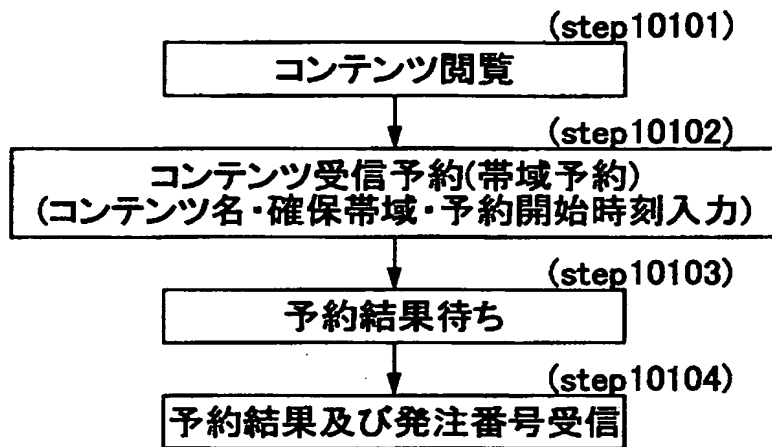 (step10101)
コンテンツ閲覧
(step10102)
コンテンツ受信予約(帯域予約)
(コンテンツ名・確保帯域・予約開始時刻入力)
(step10103)
予約結果待ち
(step10104)
予約結果及び発注番号受信